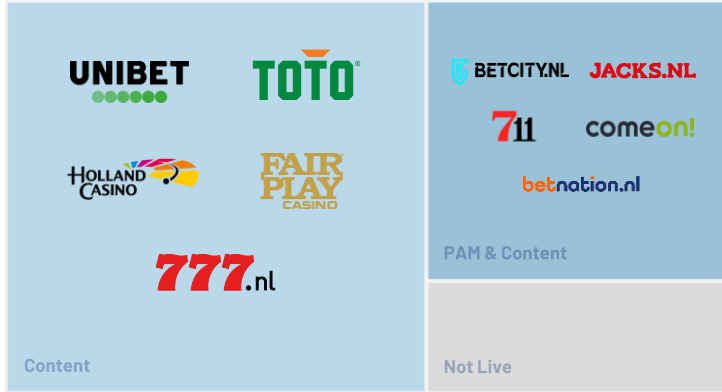 UNIBET
TOTO®
HOLLAND
CASINO
FAIR
PLAY
CASINO
777.nl
Content
BETCITY.NL
JACKS.NL
711
comeon!
betnation.nl
PAM & Content
Not Live